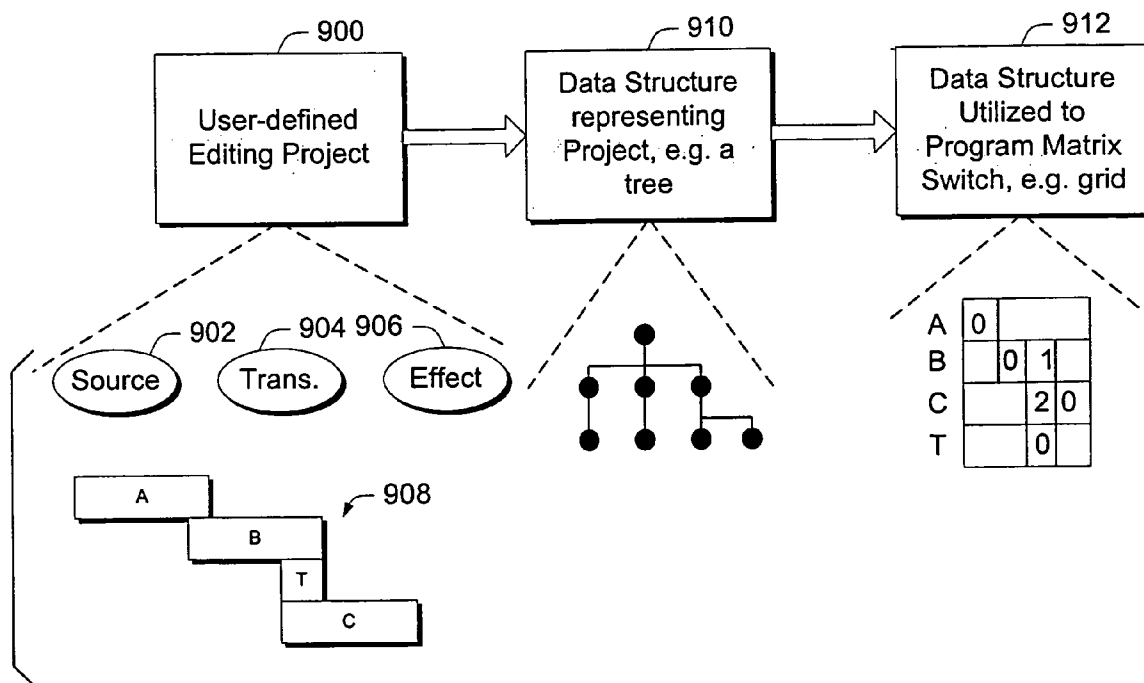 900
910
912
User-defined
Editing Project
Data Structure
representing
Project, e.g. a
tree
Data Structure
Utilized to
Program Matrix
Switch, e.g. grid
902
904
906
Source
Trans.
Effect
A 0
B 0 1
C 2 0
T 0
A
908
B
T
C